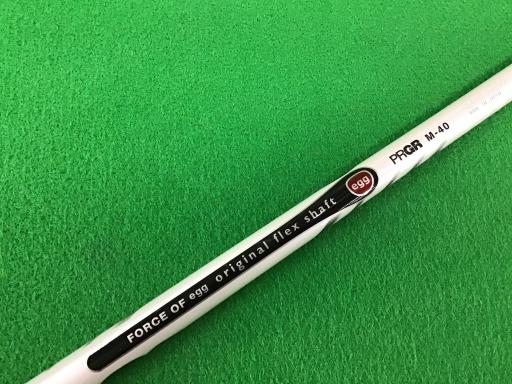 FORCE OF egg original flex shaft
egg
PRGR M-40